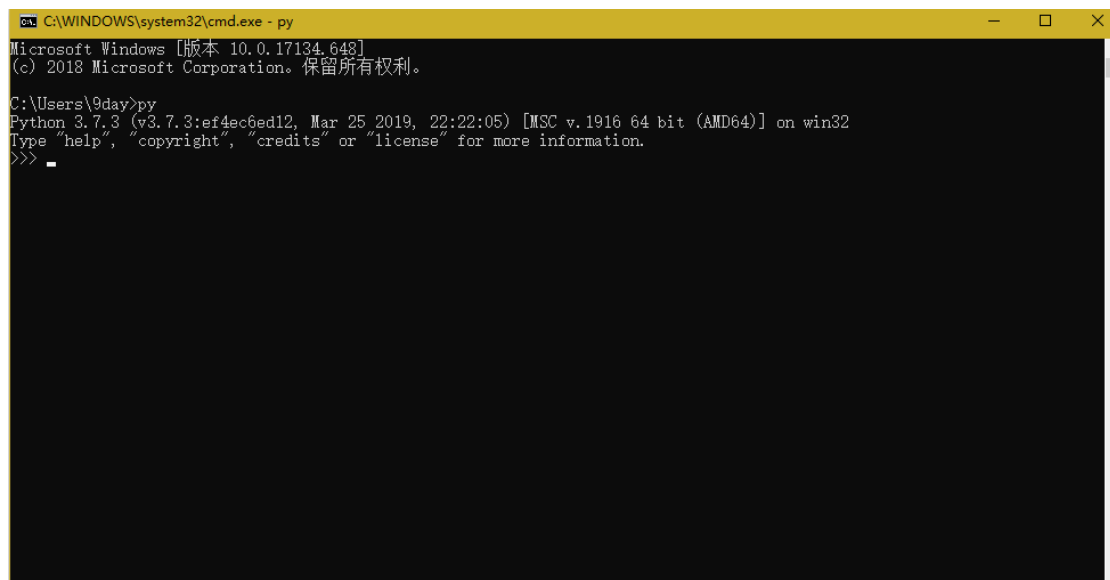 C:\WINDOWS\system32\cmd.exe - py
Microsoft Windows [版本 10.0.17134.648]
(c) 2018 Microsoft Corporation。保留所有权利。
C:\Users\9day>py
Python 3.7.3 (v3.7.3:ef4ec6ed12, Mar 25 2019, 22:22:05) [MSC v.1916 64 bit (AMD64)] on win32
Type "help", "copyright", "credits" or "license" for more information.
>>>